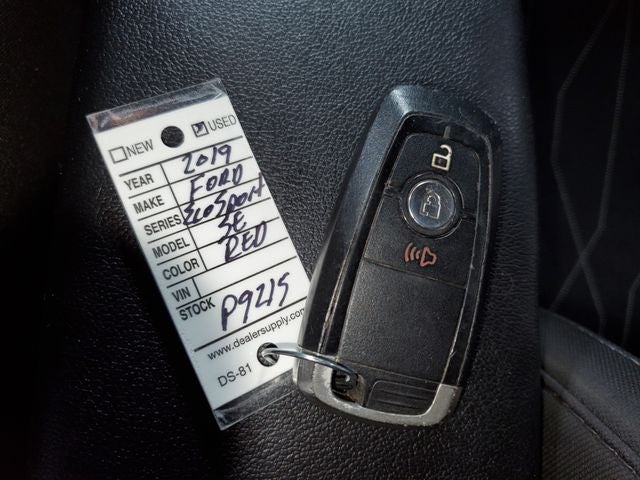 NEW USED
YEAR 2019
MAKE FORD
SERIES EcoSport
MODEL SE
COLOR RED
VIN
STOCK P9215
www.dealersupply.com
DS-81